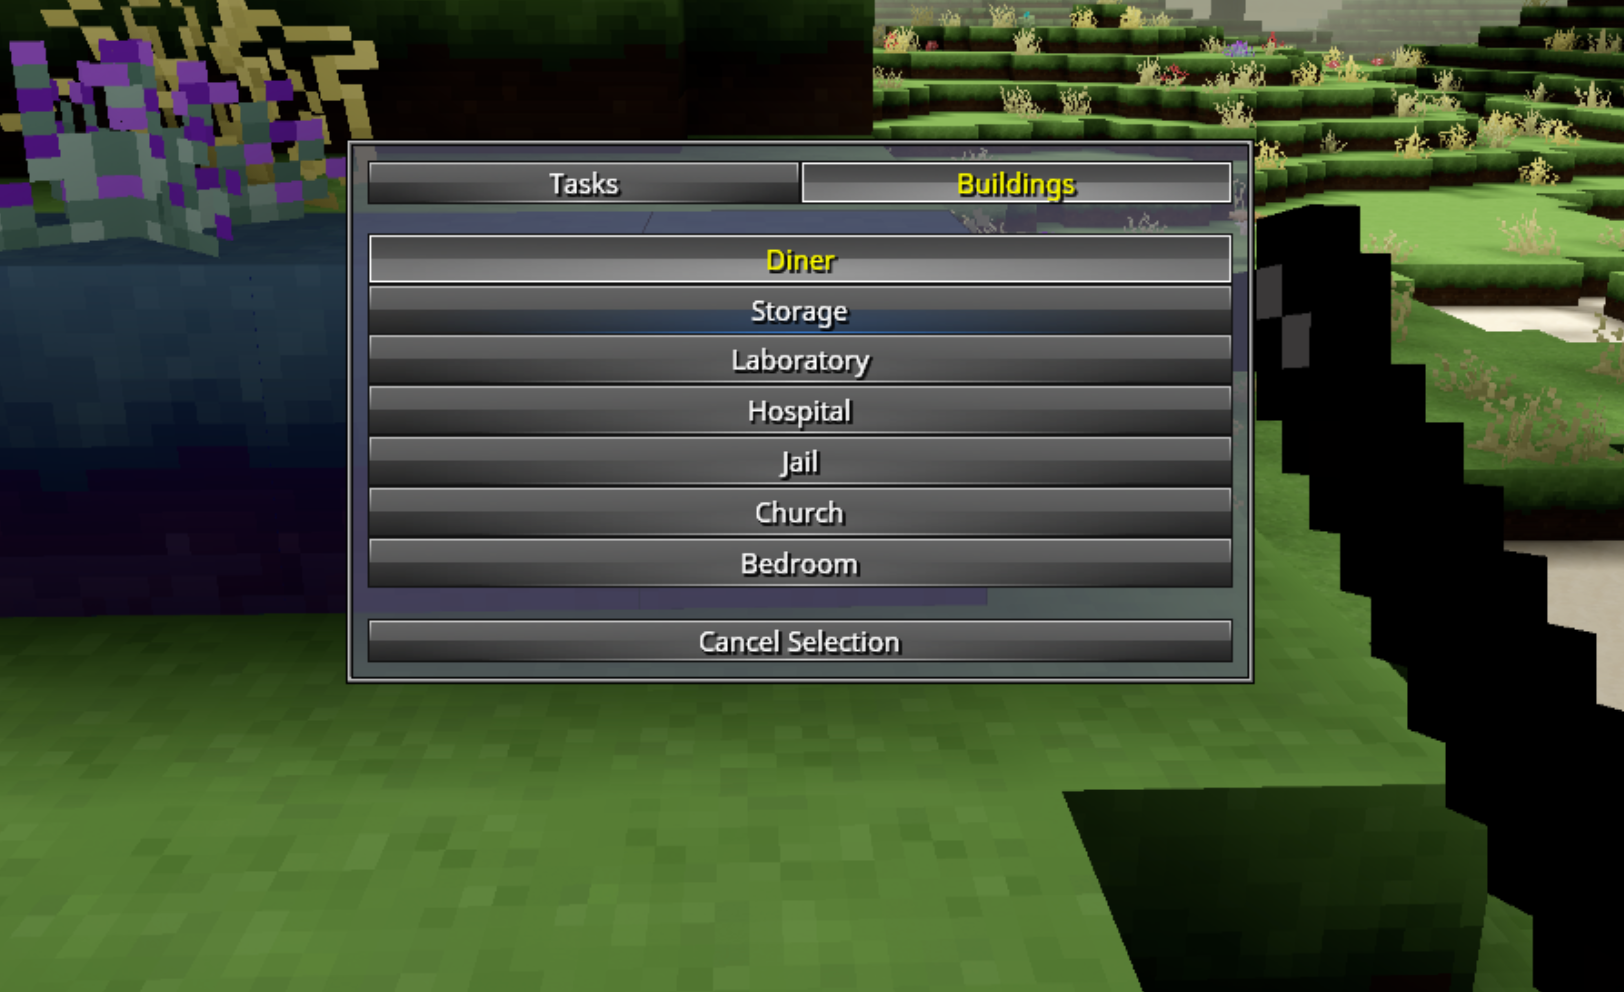 Tasks
Buildings
Diner
Storage
Laboratory
Hospital
Jail
Church
Bedroom
Cancel Selection